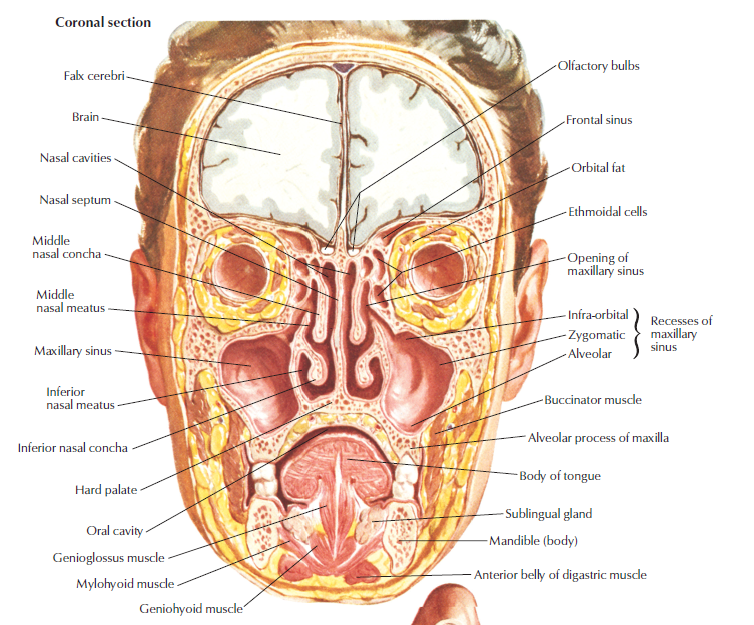 Coronal section
Falx cerebri
Brain
Nasal cavities
Nasal septum
Middle
nasal concha
Middle
nasal meatus
Maxillary sinus
Inferior
nasal meatus
Inferior nasal concha
Hard palate
Oral cavity
Genioglossus muscle
Mylohyoid muscle
Geniohyoid muscle
Olfactory bulbs
Frontal sinus
Orbital fat
Ethmoidal cells
Opening of
maxillary sinus
Infra-orbital
Zygomatic
Alveolar
Recesses of
maxillary
sinus
Buccinator muscle
Alveolar process of maxilla
Body of tongue
Sublingual gland
Mandible (body)
Anterior belly of digastric muscle